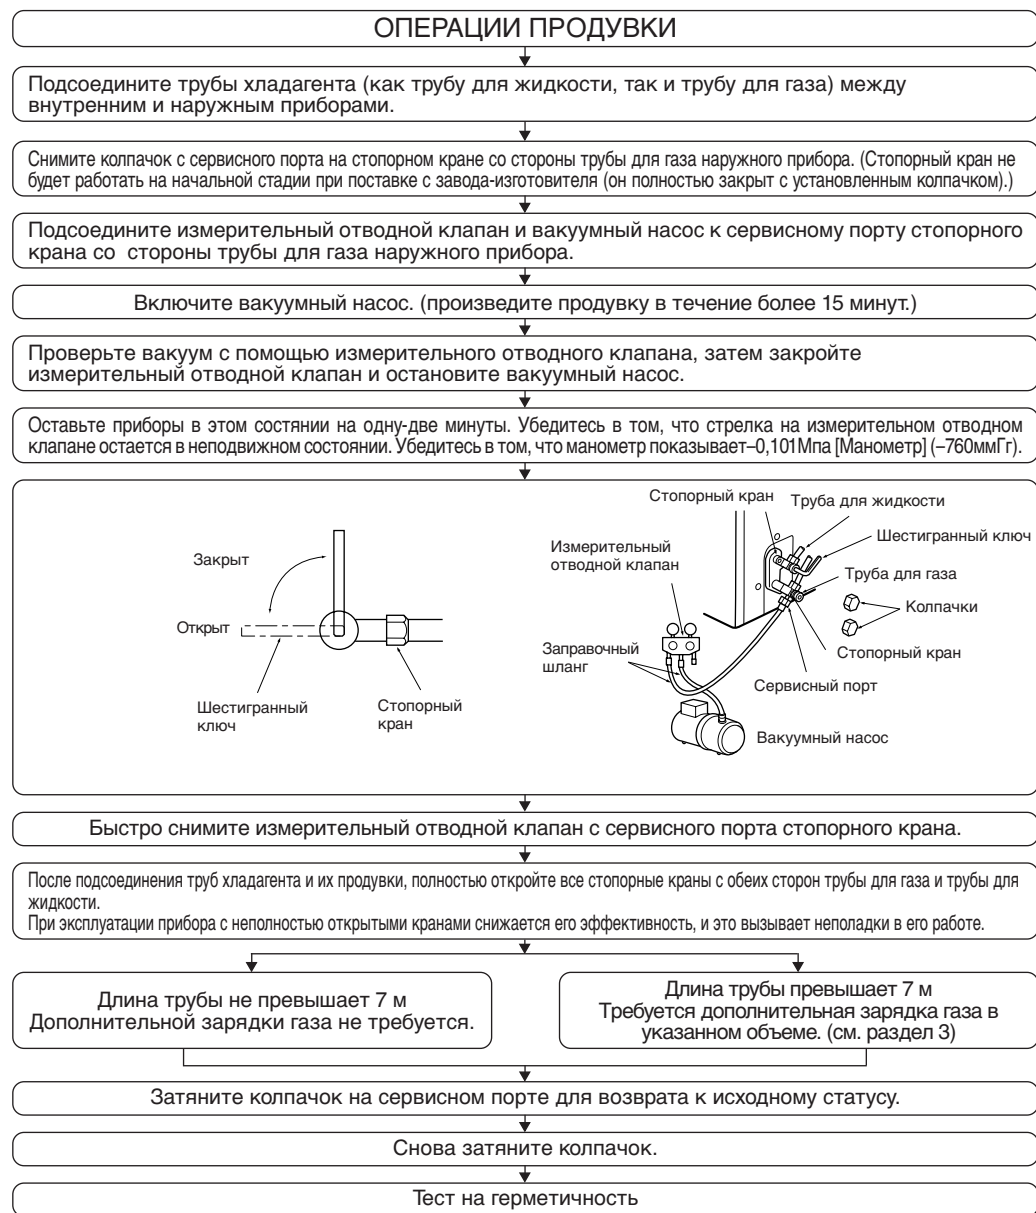 ОПЕРАЦИИ ПРОДУВКИ
Подсоедините трубы хладагента (как трубу для жидкости, так и трубу для газа) между
внутренним и наружным приборами.
Снимите колпачок с сервисного порта на стопорном кране со стороны трубы для газа наружного прибора. (Стопорный кран не
будет работать на начальной стадии при поставке с завода-изготовителя (он полностью закрыт с установленным колпачком).)
Подсоедините измерительный отводной клапан и вакуумный насос к сервисному порту стопорного
крана со стороны трубы для газа наружного прибора.
Включите вакуумный насос. (произведите продувку в течение более 15 минут.)
Проверьте вакуум с помощью измерительного отводного клапана, затем закройте
измерительный отводной клапан и остановите вакуумный насос.
Оставьте приборы в этом состянии на одну-две минуты. Убедитесь в том, что стрелка на измерительном отводном
клапане остается в неподвижном состоянии. Убедитесь в том, что манометр показывает–0,101Мпа [Манометр] (–760ммГг).
Закрыт
Открыт
Шестигранный
ключ
Стопорный
кран
Стопорный кран
Труба для жидкости
Шестигранный ключ
Измерительный
отводной клапан
Труба для газа
Колпачки
Заправочный
шланг
Стопорный кран
Сервисный порт
Вакуумный насос
Быстро снимите измерительный отводной клапан с сервисного порта стопорного крана.
После подсоединения труб хладагента и их продувки, полностью откройте все стопорные краны с обеих сторон трубы для газа и трубы для
жидкости.
При эксплуатации прибора с неполностью открытыми кранами снижается его эффективность, и это вызывает неполадки в его работе.
Длина трубы не превышает 7 м
Дополнительной зарядки газа не требуется.
Длина трубы превышает 7 м
Требуется дополнительная зарядка газа в
указанном объеме. (см. раздел 3)
Затяните колпачок на сервисном порте для возврата к исходному статусу.
Снова затяните колпачок.
Тест на герметичность